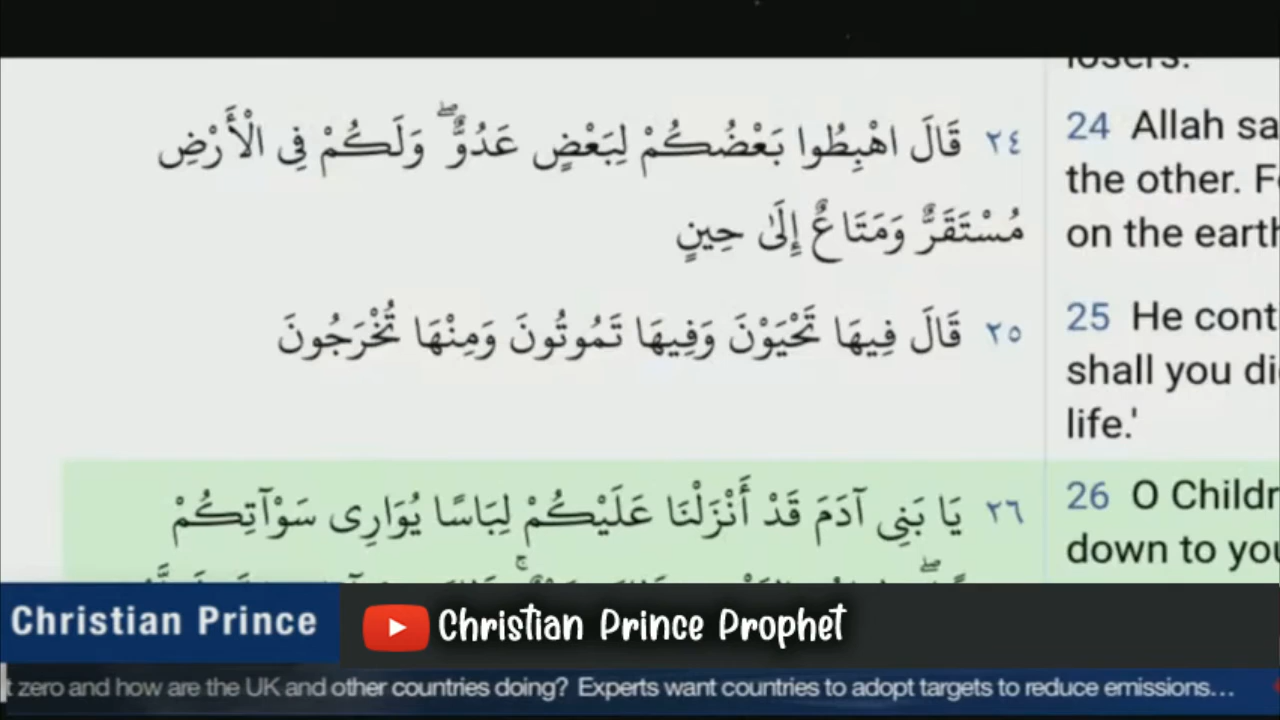 losers.'
٢٤ قَالَ اهْبِطُوا بَعْضُكُمْ لِبَعْضٍ عَدُوٌّ ۖ وَلَكُمْ فِي الْأَرْضِ
مُسْتَقَرٌّ وَمَتَاعٌ إِلَىٰ حِينٍ
24 Allah sa
the other. F
on the earth
٢٥ قَالَ فِيهَا تَحْيَوْنَ وَفِيهَا تَمُوتُونَ وَمِنْهَا تُخْرَجُونَ
25 He cont
shall you di
life.'
٢٦ يَا بَنِي آدَمَ قَدْ أَنْزَلْنَا عَلَيْكُمْ لِبَاسًا يُوَارِي سَوْآتِكُمْ
26 O Childr
down to you
Christian Prince
Christian Prince Prophet
t zero and how are the UK and other countries doing? Experts want countries to adopt targets to reduce emissions...